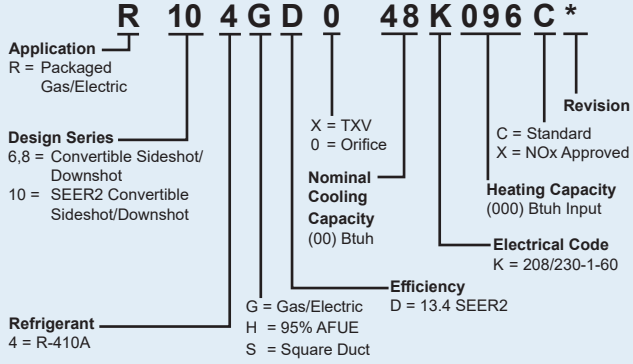 R 10 4 G D 0 48 K 096 C *
Application
R = Packaged
Gas/Electric
Design Series
6,8 = Convertible Sideshot/
Downshot
10 = SEER2 Convertible
Sideshot/Downshot
Refrigerant
4 = R-410A
G = Gas/Electric
H = 95% AFUE
S = Square Duct
Efficiency
D = 13.4 SEER2
X = TXV
0 = Orifice
Nominal
Cooling
Capacity
(00) Btuh
Electrical Code
K = 208/230-1-60
Heating Capacity
(000) Btuh Input
C = Standard
X = NOx Approved
Revision